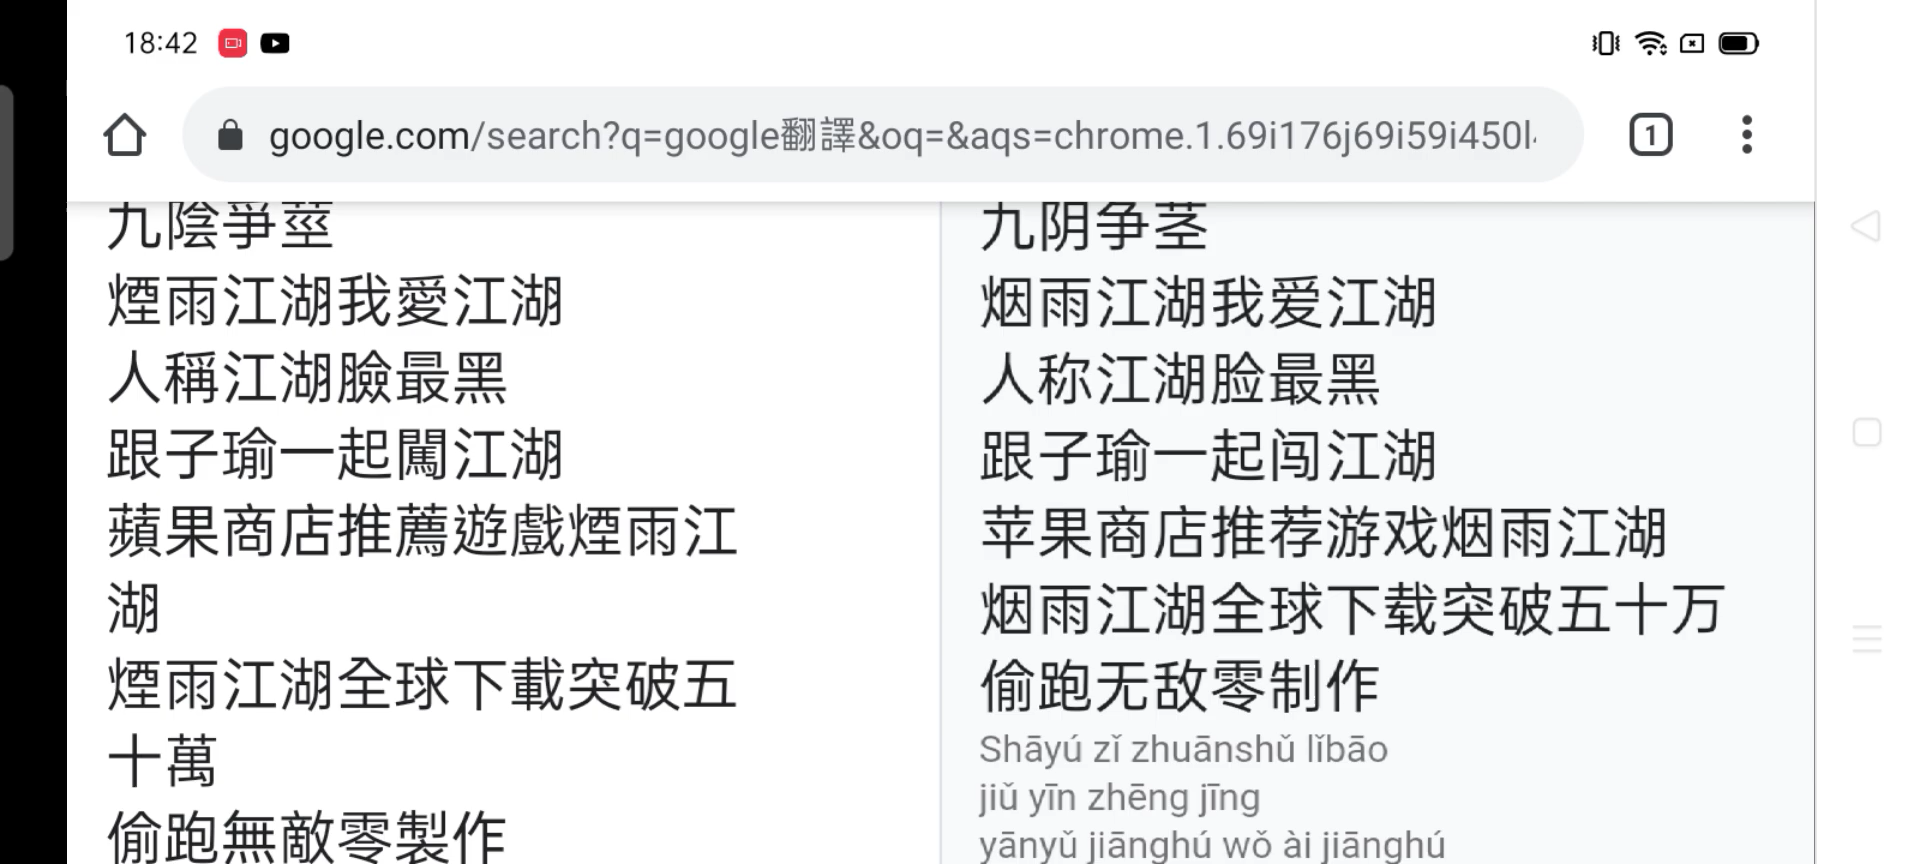 18:42
google.com/search?q=google翻譯&oq=&aqs=chrome.1.69i176j69i59i450l
1
九陰爭莖
煙雨江湖我愛江湖
人稱江湖臉最黑
跟子瑜一起闖江湖
蘋果商店推薦遊戲煙雨江
湖
煙雨江湖全球下載突破五
十萬
偷跑無敵零製作
九阴争茎
烟雨江湖我爱江湖
人称江湖脸最黑
跟子瑜一起闯江湖
苹果商店推荐游戏烟雨江湖
烟雨江湖全球下载突破五十万
偷跑无敌零制作
Shāyú zǐ zhuānshǔ lǐbāo
jiǔ yīn zhēng jīng
yānyǔ jiānghú wǒ ài jiānghú